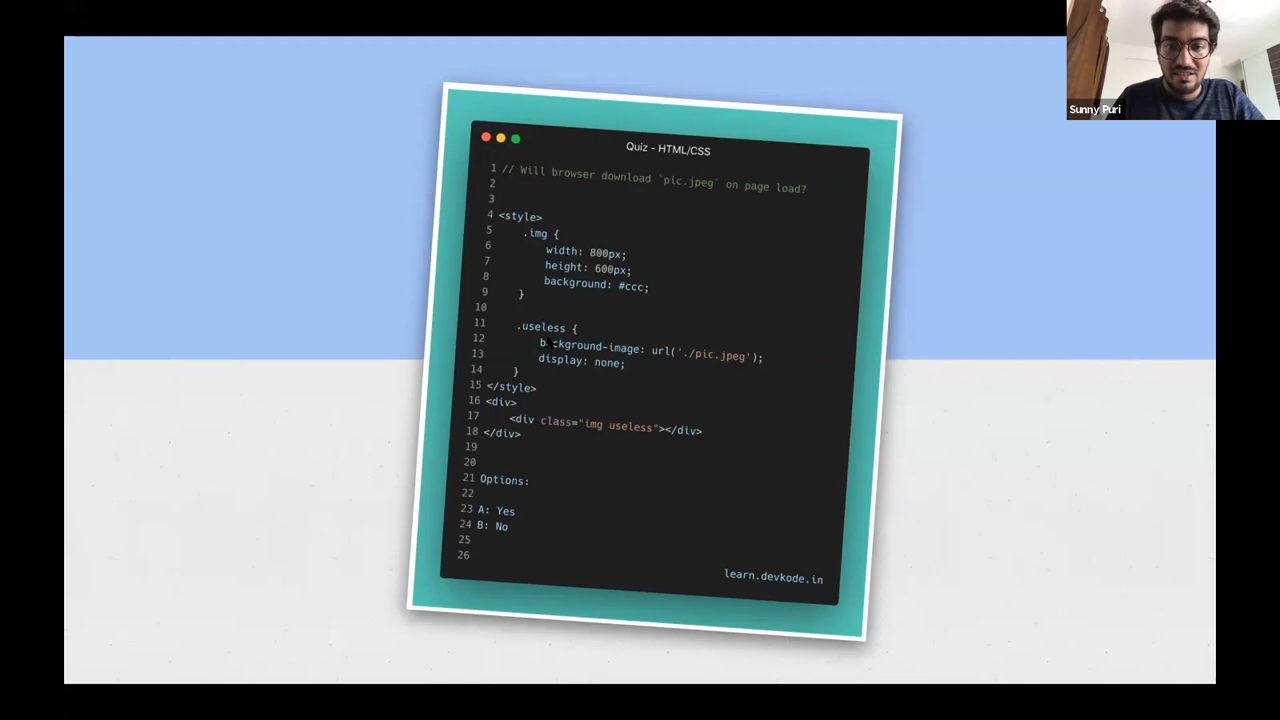 Sunny Puri
Quiz - HTML/CSS
1 // Will browser download `pic.jpeg` on page load?
2
3
4 <style>
5 .img {
6 width: 800px;
7 height: 600px;
8 background: #ccc;
9 }
10
11 .useless {
12 background-image: url('./pic.jpeg');
13 display: none;
14 }
15 </style>
16 <div>
17 <div class="img useless"></div>
18 </div>
19
20
21 Options:
22
23 A: Yes
24 B: No
25
26
learn.devkode.in